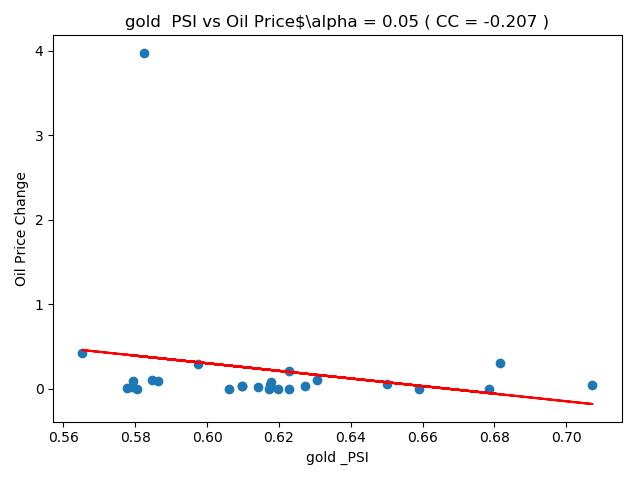 gold  PSI vs Oil Price$\alpha = 0.05 ( CC = -0.207 )
4
3
2
1
0
Oil Price Change
0.56 0.58 0.60 0.62 0.64 0.66 0.68 0.70
gold _PSI